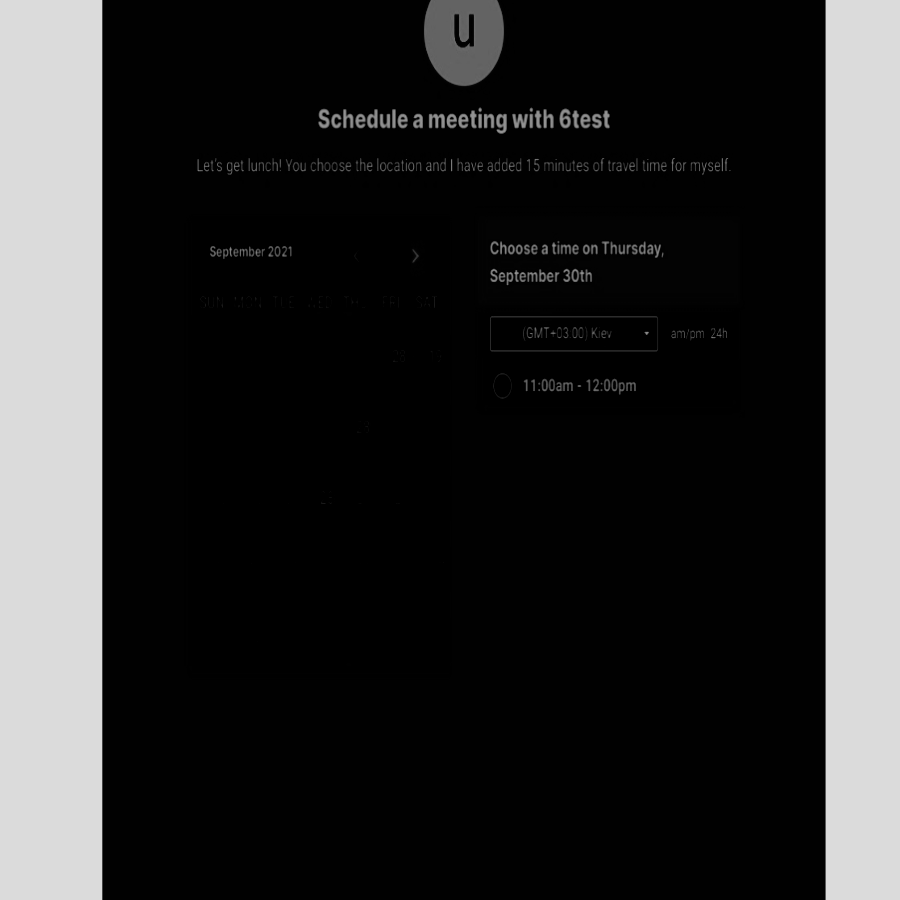 u
Schedule a meeting with 6test
Let's get lunch! You choose the location and I have added 15 minutes of travel time for myself.
September 2021
SUN MON TUE WED THU FRI SAT
Choose a time on Thursday,
September 30th
(GMT+03:00) Kiev
am/pm 24h
11:00am - 12:00pm